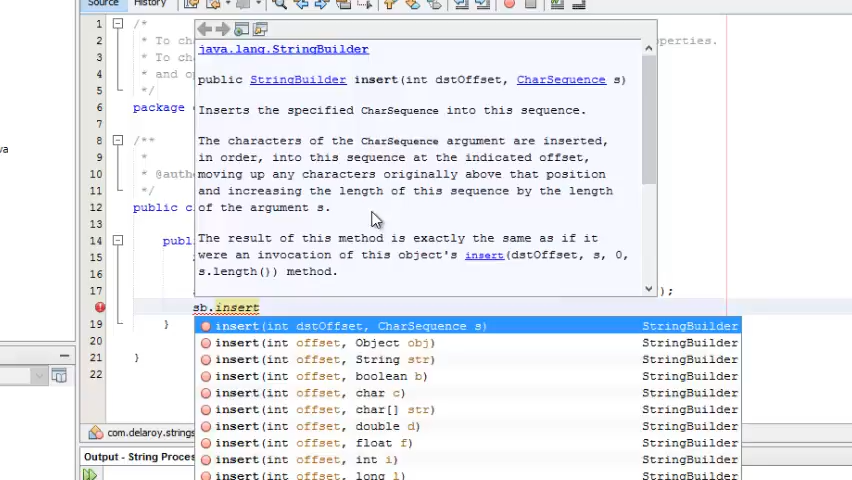 Source History
1 /*
2 * To cha
operties.
3 * To cha
4 * and op
5 */
6 package c
7
8 /**
9 *
10 * @autho
11 */
12 public c
13
14 publ
15
16
17 );
18 sb.insert
19 }
20
21 }
22
java.lang.StringBuilder
public StringBuilder insert(int dstOffset, CharSequence s)
Inserts the specified CharSequence into this sequence.
The characters of the CharSequence argument are inserted,
in order, into this sequence at the indicated offset,
moving up any characters originally above that position
and increasing the length of this sequence by the length
of the argument s.
The result of this method is exactly the same as if it
were an invocation of this object's insert(dstOffset, s, 0,
s.length()) method.
insert(int dstOffset, CharSequence s) StringBuilder
insert(int offset, Object obj) StringBuilder
insert(int offset, String str) StringBuilder
insert(int offset, boolean b) StringBuilder
insert(int offset, char c) StringBuilder
insert(int offset, char[] str) StringBuilder
insert(int offset, double d) StringBuilder
insert(int offset, float f) StringBuilder
insert(int offset, int i) StringBuilder
insert(int offset, long l) StringBuilder
va
com.delaroy.strings
Output - String Proces